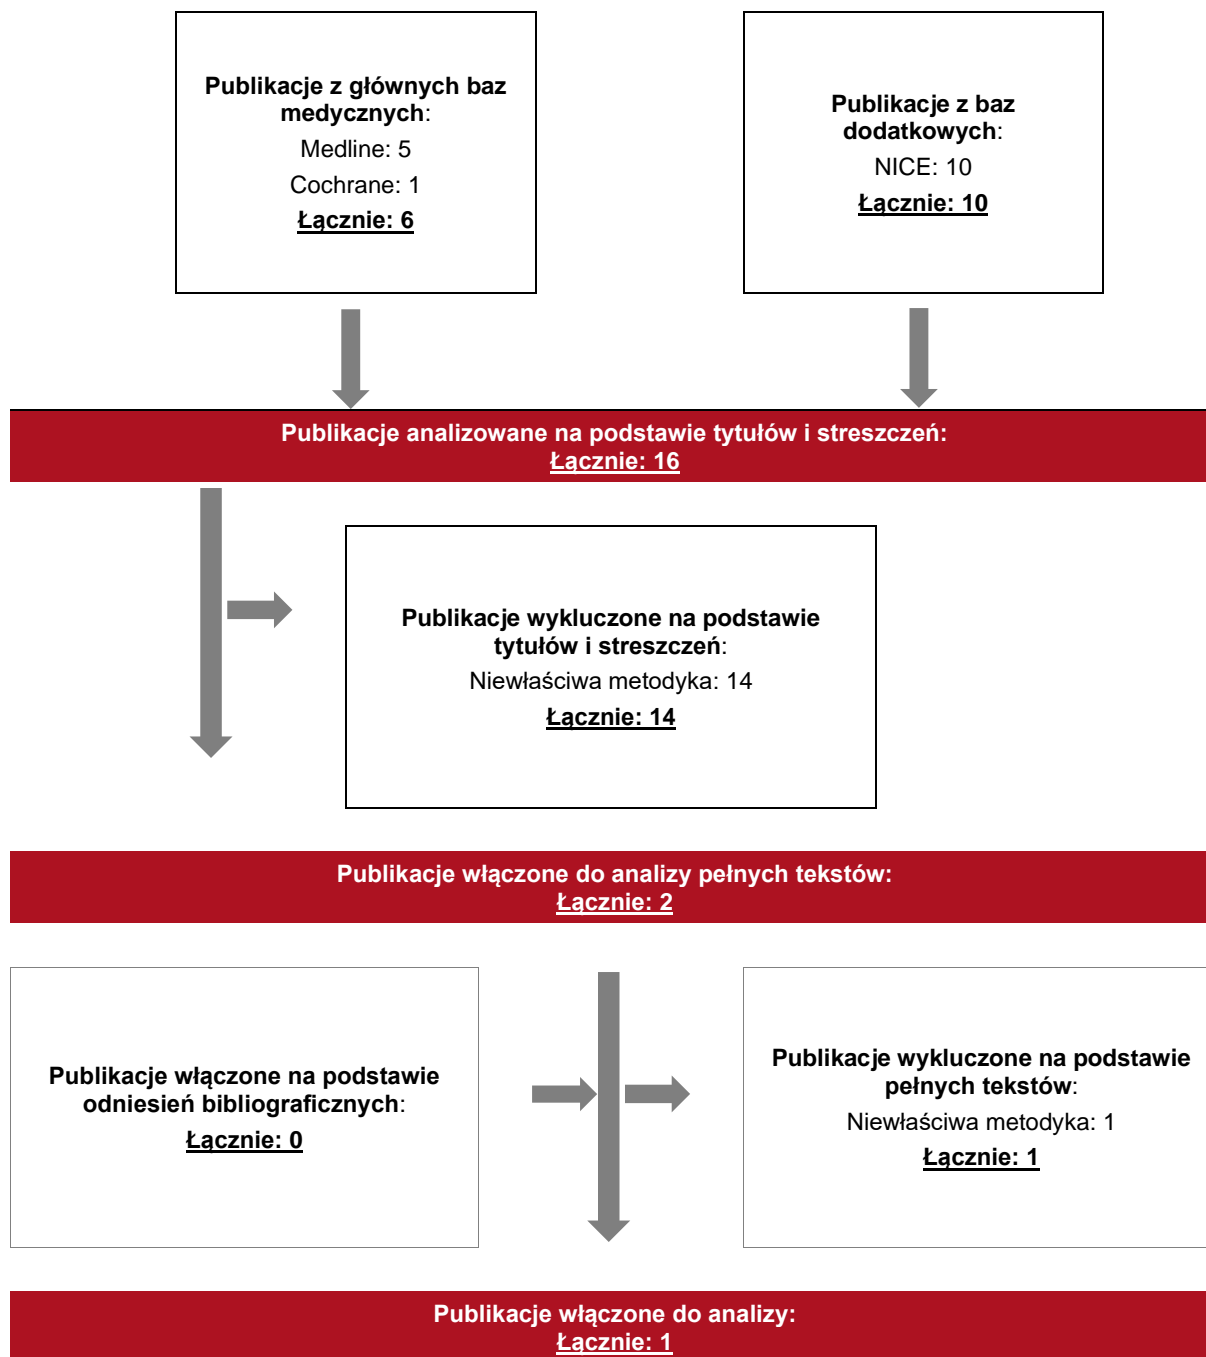 Publikacje z głównych baz
medycznych:
Medline: 5
Cochrane: 1
Łącznie: 6
Publikacje z baz
dodatkowych:
NICE: 10
Łącznie: 10
Publikacje analizowane na podstawie tytułów i streszczeń:
Łącznie: 16
Publikacje wykluczone na podstawie
tytułów i streszczeń:
Niewłaściwa metodyka: 14
Łącznie: 14
Publikacje włączone do analizy pełnych tekstów:
Łącznie: 2
Publikacje włączone na podstawie
odniesień bibliograficznych:
Łącznie: 0
Publikacje wykluczone na podstawie
pełnych tekstów:
Niewłaściwa metodyka: 1
Łącznie: 1
Publikacje włączone do analizy:
Łącznie: 1